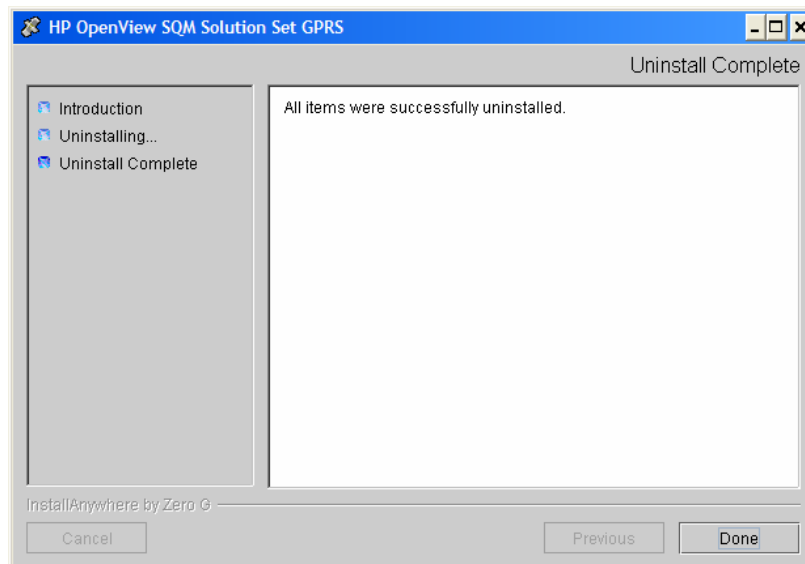 HP OpenView SQM Solution Set GPRS
Uninstall Complete
Introduction
Uninstalling...
Uninstall Complete
All items were successfully uninstalled.
InstallAnywhere by Zero G
Cancel
Previous
Done